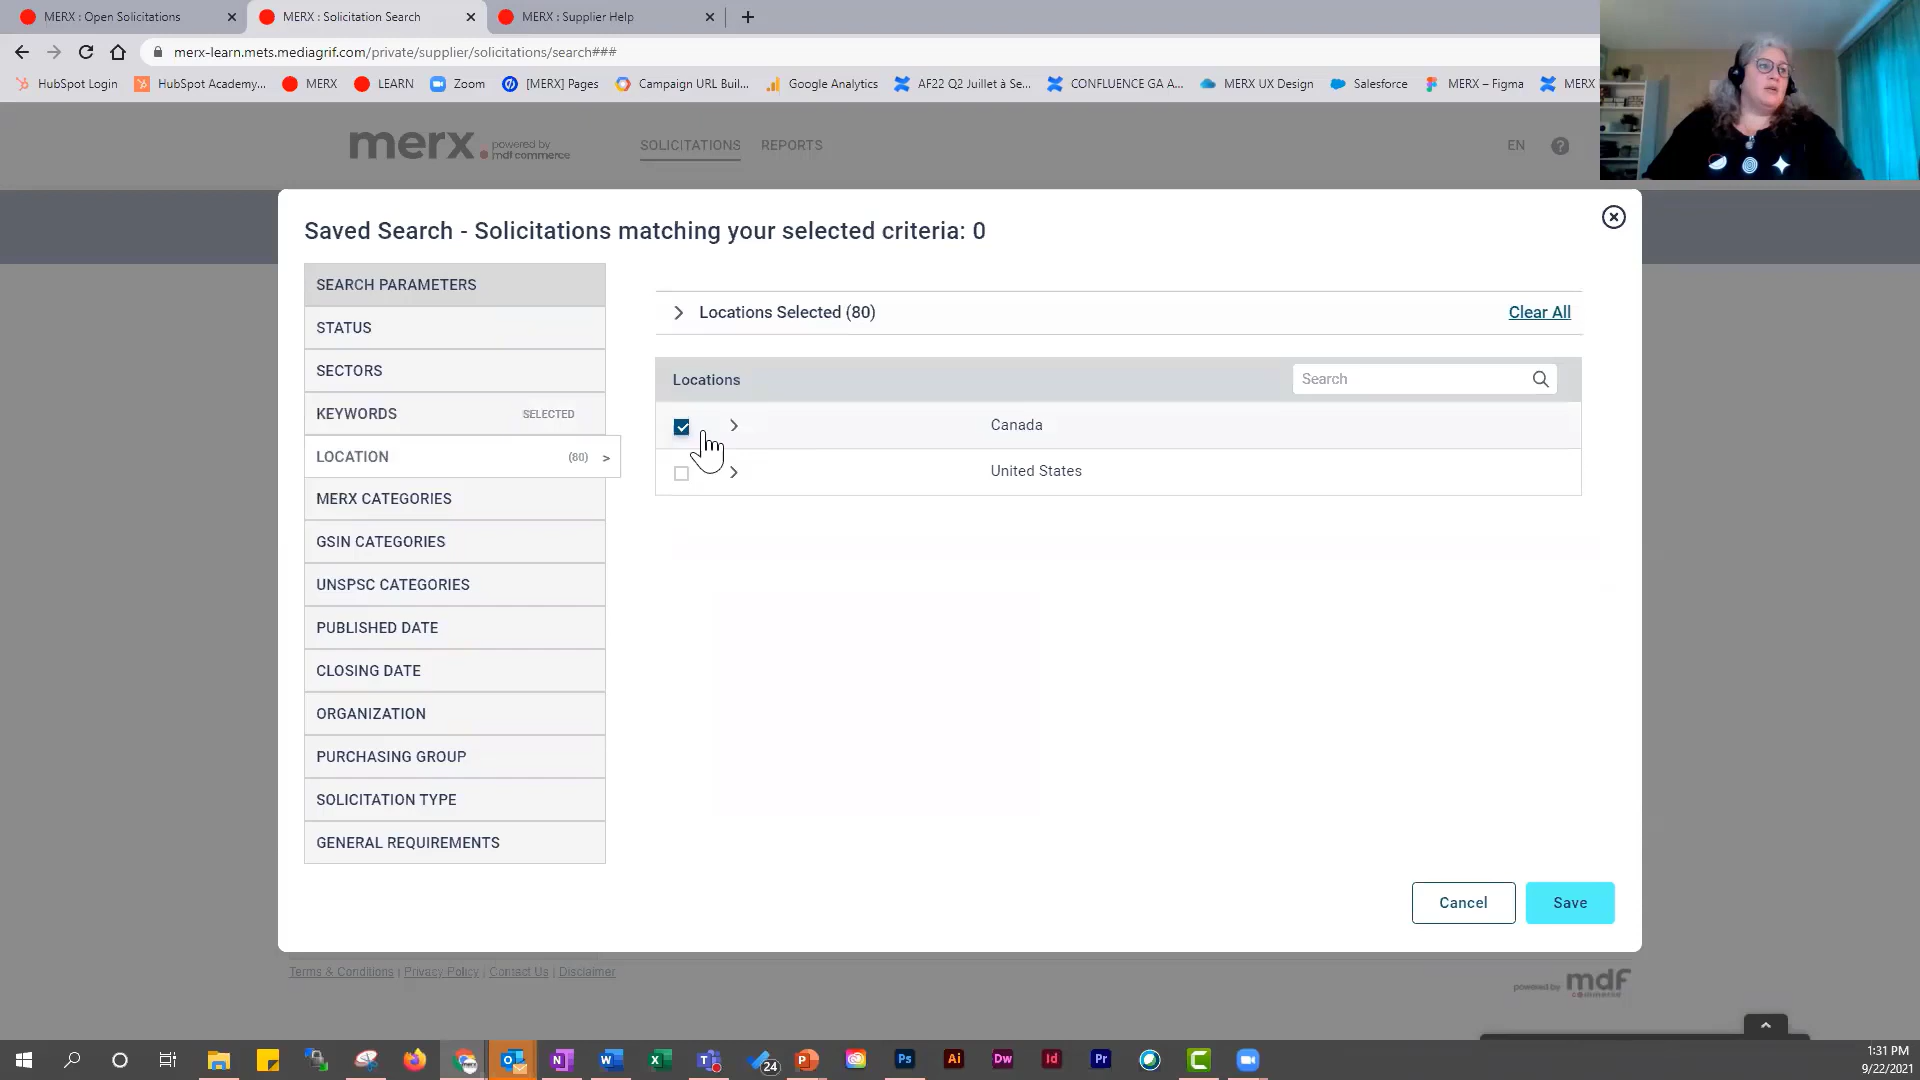 MERX : Open Solicitations
MERX : Solicitation Search
MERX : Supplier Help
merx-learn.mets.mediagrif.com/private/supplier/solicitations/search###
HubSpot Login
HubSpot Academy...
MERX
LEARN
Zoom
[MERX] Pages
Campaign URL Buil...
Google Analytics
AF22 Q2 Juillet à Se...
CONFLUENCE GA A...
MERX UX Design
Salesforce
MERX – Figma
MERX
merx. powered by mdf commerce
SOLICITATIONS
REPORTS
EN
?
Saved Search - Solicitations matching your selected criteria: 0
SEARCH PARAMETERS
STATUS
SECTORS
KEYWORDS SELECTED
LOCATION (80) >
MERX CATEGORIES
GSIN CATEGORIES
UNSPSC CATEGORIES
PUBLISHED DATE
CLOSING DATE
ORGANIZATION
PURCHASING GROUP
SOLICITATION TYPE
GENERAL REQUIREMENTS
Locations Selected (80)
Clear All
Locations
Search
Canada
United States
Cancel
Save
Terms & Conditions | Privacy Policy | Contact Us | Disclaimer
powered by mdf commerce
24
Ps
Ai
Dw
Id
Pr
1:31 PM
9/22/2021